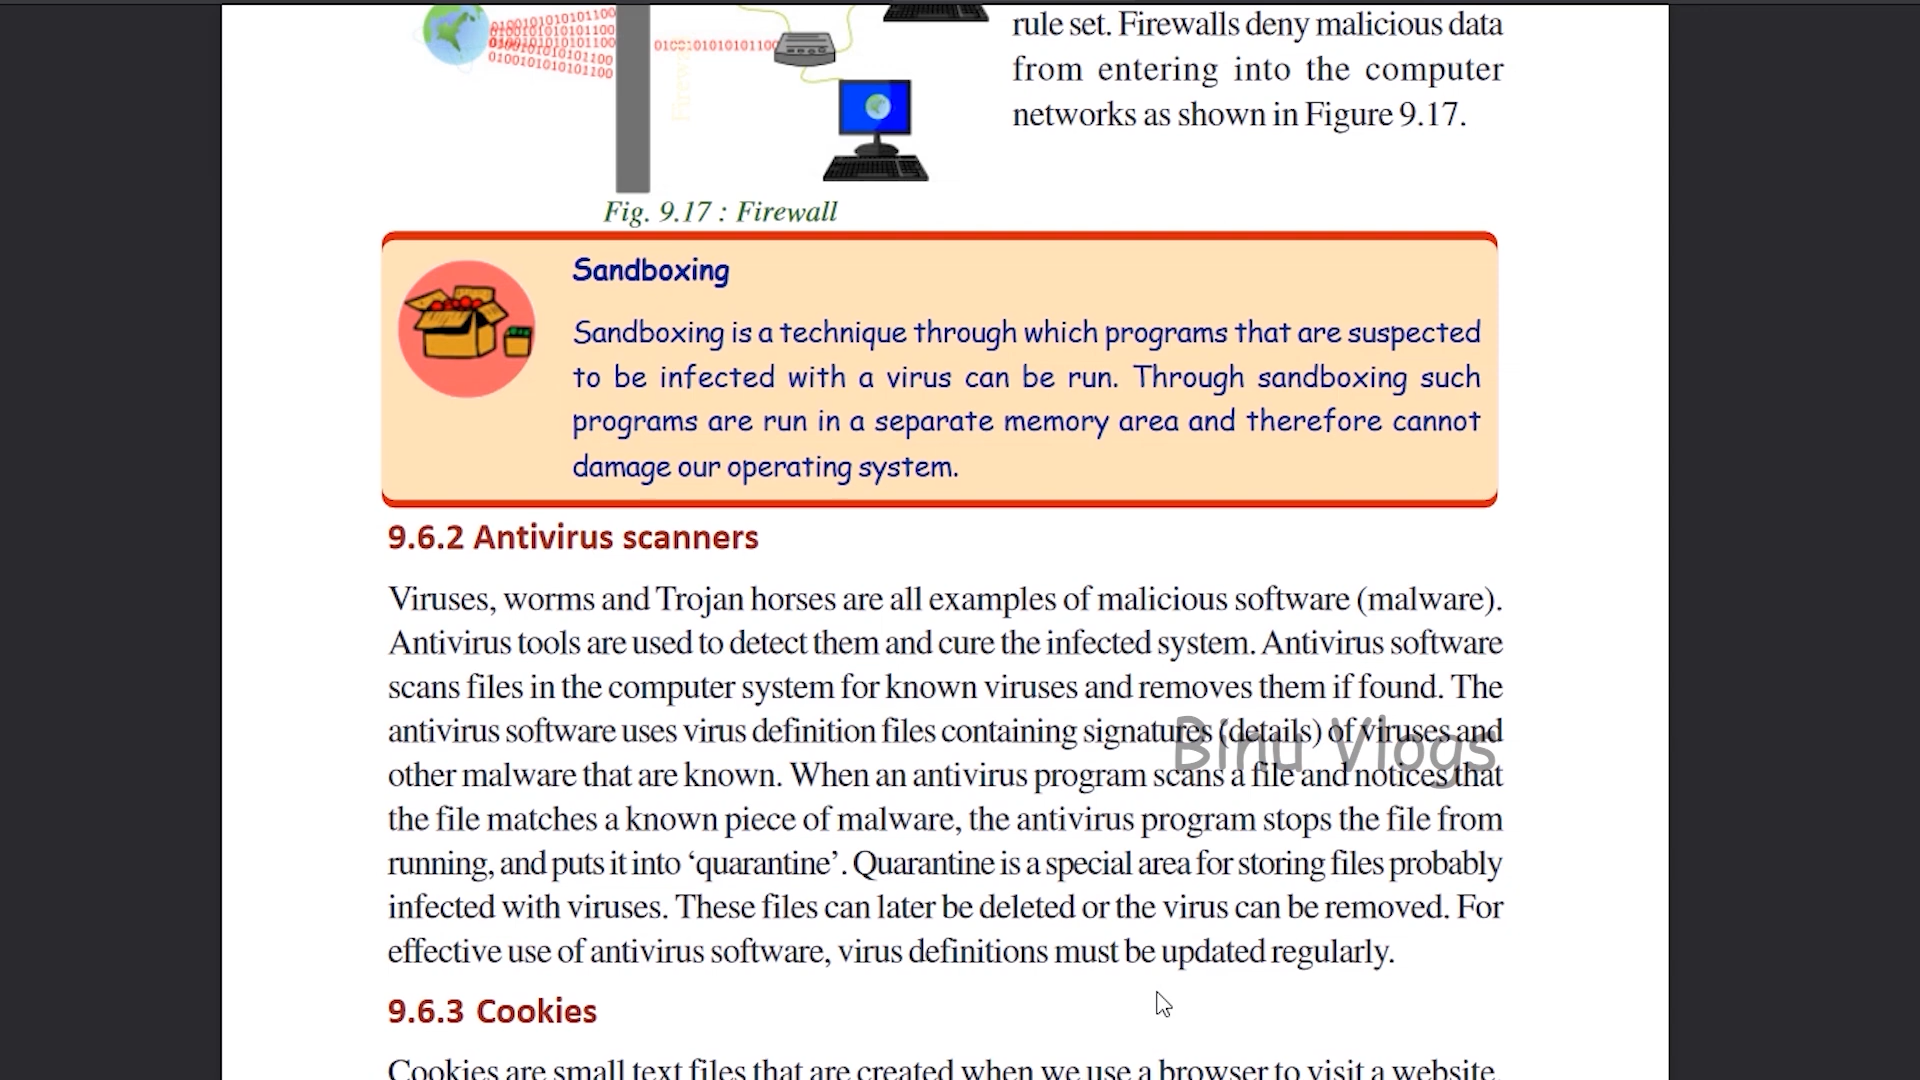 rule set. Firewalls deny malicious data
from entering into the computer
networks as shown in Figure 9.17.
0100101010101100
0100101010101100
0100101010101100
0100101010101100
0100101010101100
0100101010101100
Firewall
Fig. 9.17 : Firewall
Sandboxing
Sandboxing is a technique through which programs that are suspected
to be infected with a virus can be run. Through sandboxing such
programs are run in a separate memory area and therefore cannot
damage our operating system.
9.6.2 Antivirus scanners
Viruses, worms and Trojan horses are all examples of malicious software (malware).
Antivirus tools are used to detect them and cure the infected system. Antivirus software
scans files in the computer system for known viruses and removes them if found. The
antivirus software uses virus definition files containing signatures (details) of viruses and
other malware that are known. When an antivirus program scans a file and notices that
the file matches a known piece of malware, the antivirus program stops the file from
running, and puts it into ‘quarantine’. Quarantine is a special area for storing files probably
infected with viruses. These files can later be deleted or the virus can be removed. For
effective use of antivirus software, virus definitions must be updated regularly.
Binu Vlogs
9.6.3 Cookies
Cookies are small text files that are created when we use a browser to visit a website.